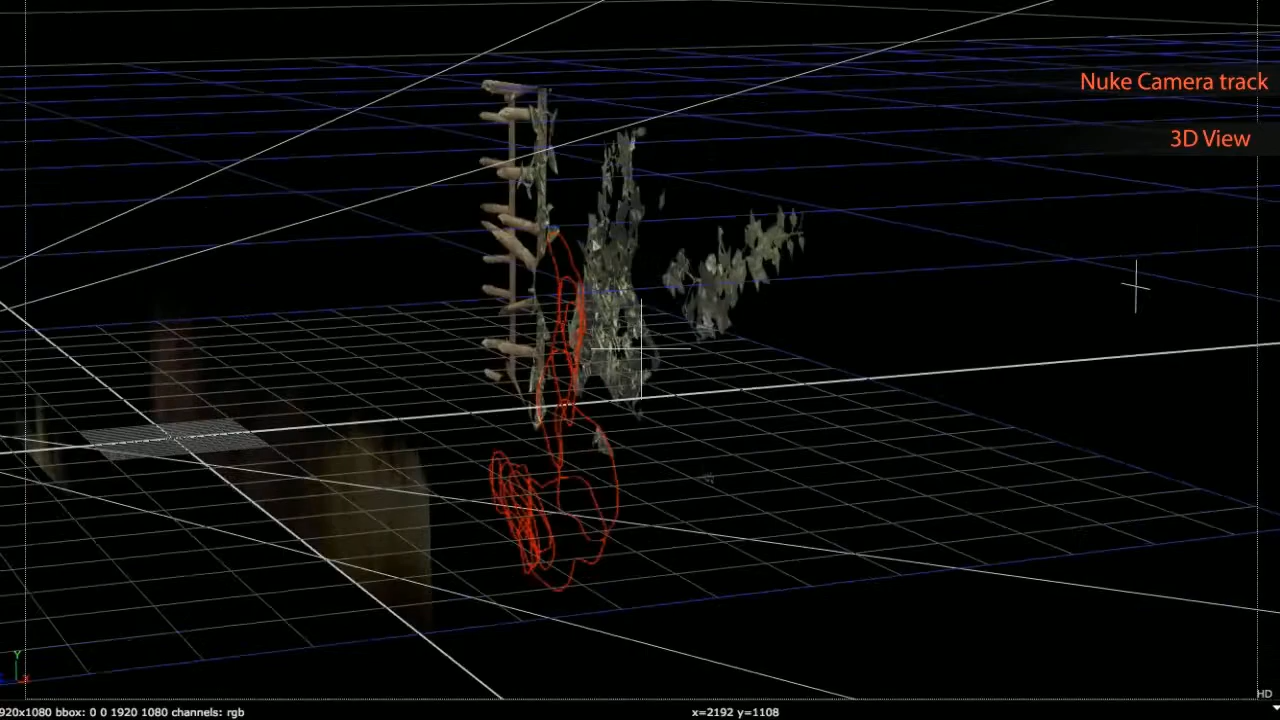 Nuke Camera track
3D View
Y
HD
920x1080 bbox: 0 0 1920 1080 channels: rgb
x=2192 y=1108